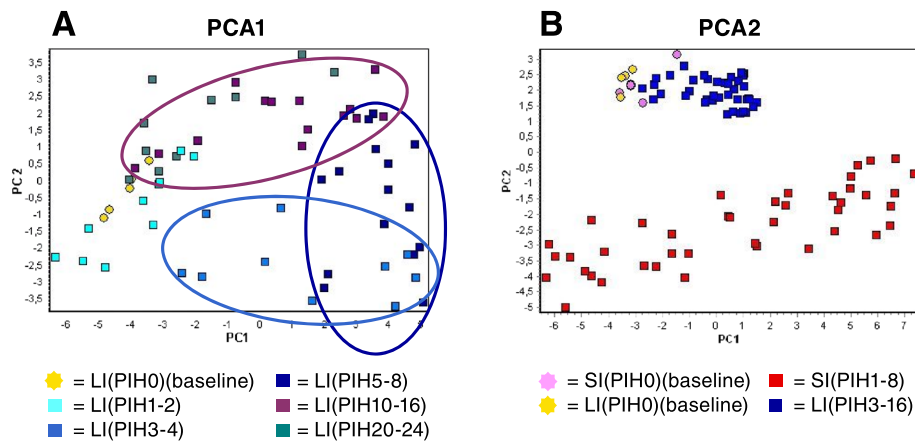 A PCA1
B PCA2
3,5
3
2,5
2
1,5
1
0,5
0
-0,5
-1
-1,5
-2
2,5
-3
-3,5
PC 2
-6 -5 -4 -3 -2 -1 0 1 2 3 4 5
PC1
3
2,5
2
1,5
1
0,5
0
-0,5
-1
-1,5
-2
-2,5
-3
-3,5
-4
-4,5
-5
PC2
-6 -5 -4 -3 -2 -1 0 1 2 3 4 5 6 7
PC1
= LI(PIH0)(baseline)
= LI(PIH1-2)
= LI(PIH3-4)
= LI(PIH5-8)
= LI(PIH10-16)
= LI(PIH20-24)
= SI(PIH0)(baseline)
= LI(PIH0)(baseline)
= SI(PIH1-8)
= LI(PIH3-16)